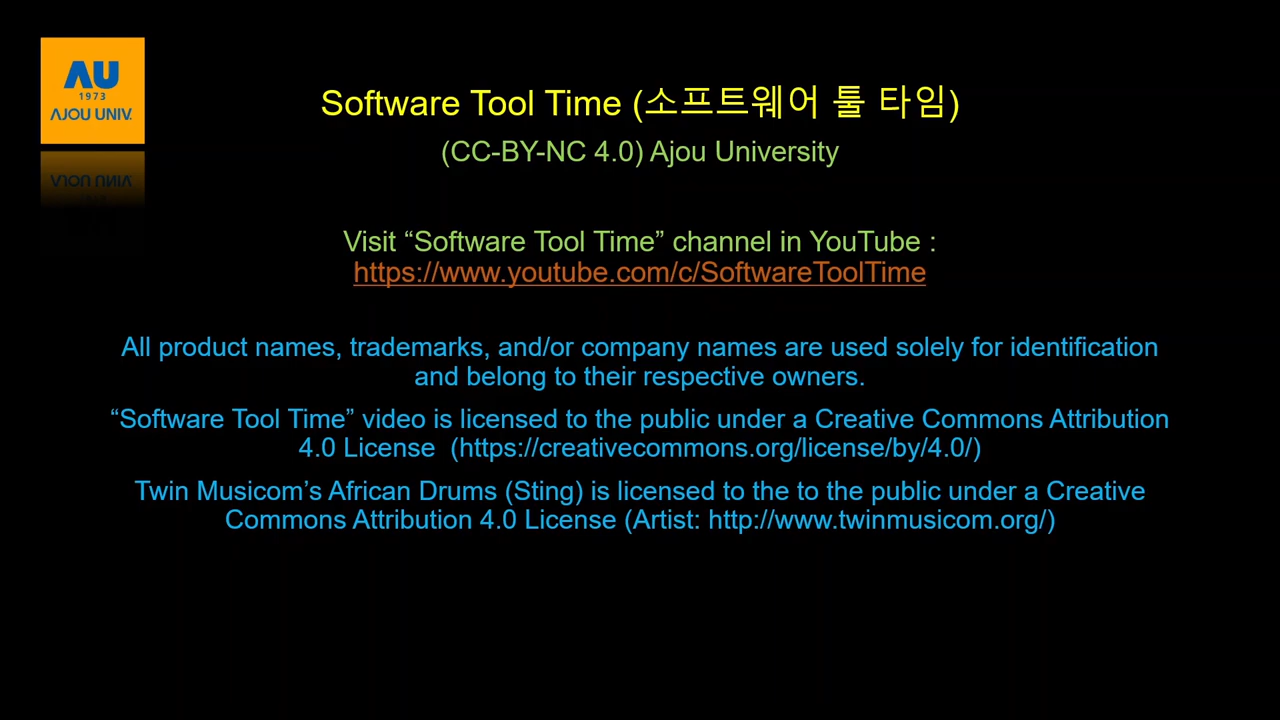 AU
1973
AJOU UNIV.
Software Tool Time (소프트웨어 툴 타임)
(CC-BY-NC 4.0) Ajou University
Visit “Software Tool Time” channel in YouTube :
https://www.youtube.com/c/SoftwareToolTime
All product names, trademarks, and/or company names are used solely for identification
and belong to their respective owners.
“Software Tool Time” video is licensed to the public under a Creative Commons Attribution
4.0 License  (https://creativecommons.org/license/by/4.0/)
Twin Musicom’s African Drums (Sting) is licensed to the to the public under a Creative
Commons Attribution 4.0 License (Artist: http://www.twinmusicom.org/)